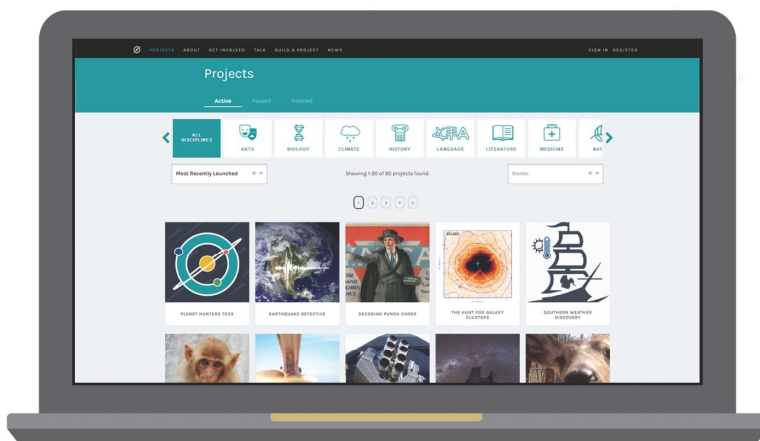 PROJECTS ABOUT GET INVOLVED TALK BUILD A PROJECT NEWS SIGN IN REGISTER
Projects
Active Paused Finished
ALL
DISCIPLINES
ARTS BIOLOGY CLIMATE HISTORY LANGUAGE LITERATURE MEDICINE NAT
Most Recently Launched Showing 1-20 of 90 projects found. Name:
1 2 3 4 5
PLANET HUNTERS TESS EARTHQUAKE DETECTIVE DECODING PUNCH CARDS THE HUNT FOR GALAXY
CLUSTERS SOUTHERN WEATHER
DISCOVERY